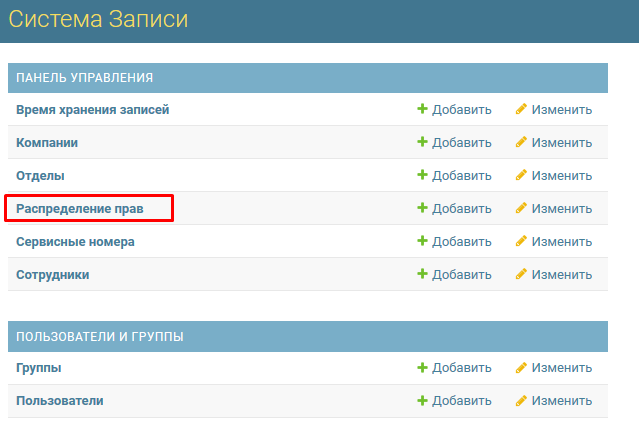 Система Записи
ПАНЕЛЬ УПРАВЛЕНИЯ
Время хранения записей Добавить Изменить
Компании Добавить Изменить
Отделы Добавить Изменить
Распределение прав Добавить Изменить
Сервисные номера Добавить Изменить
Сотрудники Добавить Изменить
ПОЛЬЗОВАТЕЛИ И ГРУППЫ
Группы Добавить Изменить
Пользователи Добавить Изменить